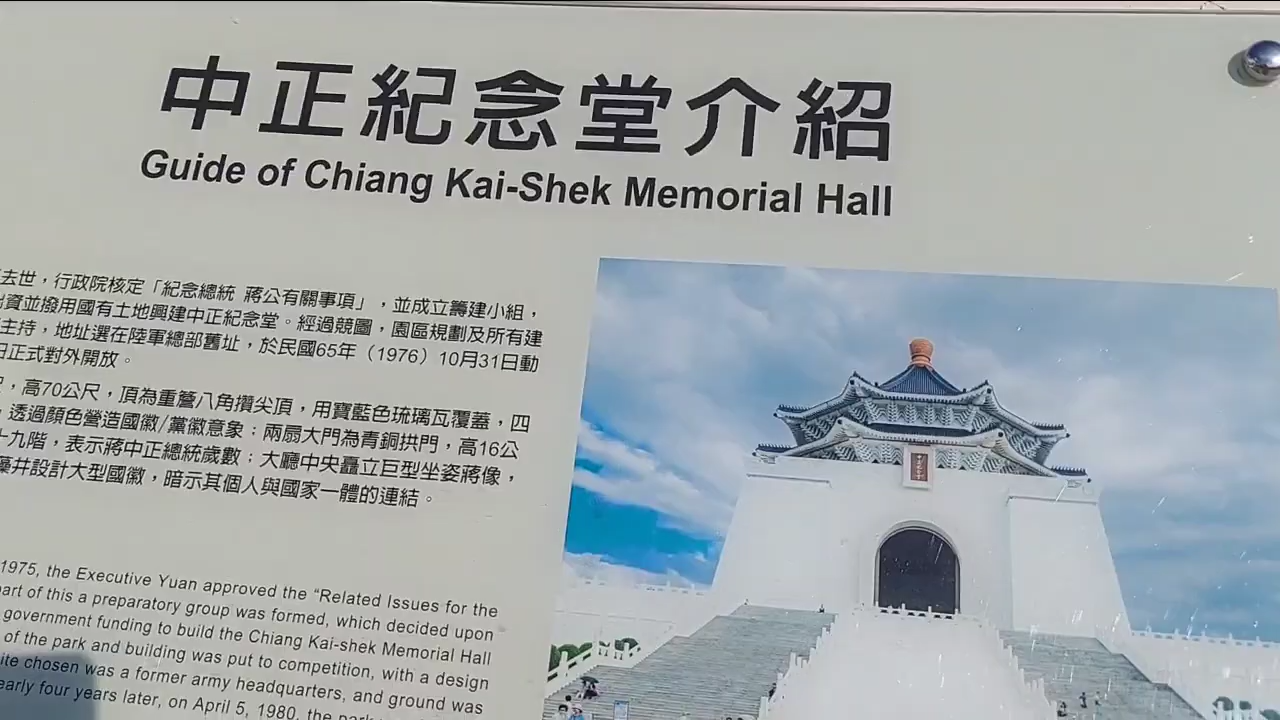 中正紀念堂介紹
Guide of Chiang Kai-Shek Memorial Hall
去世，行政院核定「紀念總統 蔣公有關事項」，並成立籌建小組，
資並撥用國有土地興建中正紀念堂。經過競圖，園區規劃及所有建
主持，地址選在陸軍總部舊址，於民國65年（1976）10月31日動
正式對外開放。
，高70公尺，頂為重簷八角攢尖頂，用寶藍色琉璃瓦覆蓋，四
透過顏色營造國徽/黨徽意象；兩扇大門為青銅拱門，高16公
十九階，表示蔣中正總統歲數；大廳中央矗立巨型坐姿蔣像，
藻井設計大型國徽，暗示其個人與國家一體的連結。
1975, the Executive Yuan approved the “Related Issues for the
part of this a preparatory group was formed, which decided upon
government funding to build the Chiang Kai-shek Memorial Hall
of the park and building was put to competition, with a design
chosen was a former army headquarters, and ground was
four years later, on April 5, 1980, the park